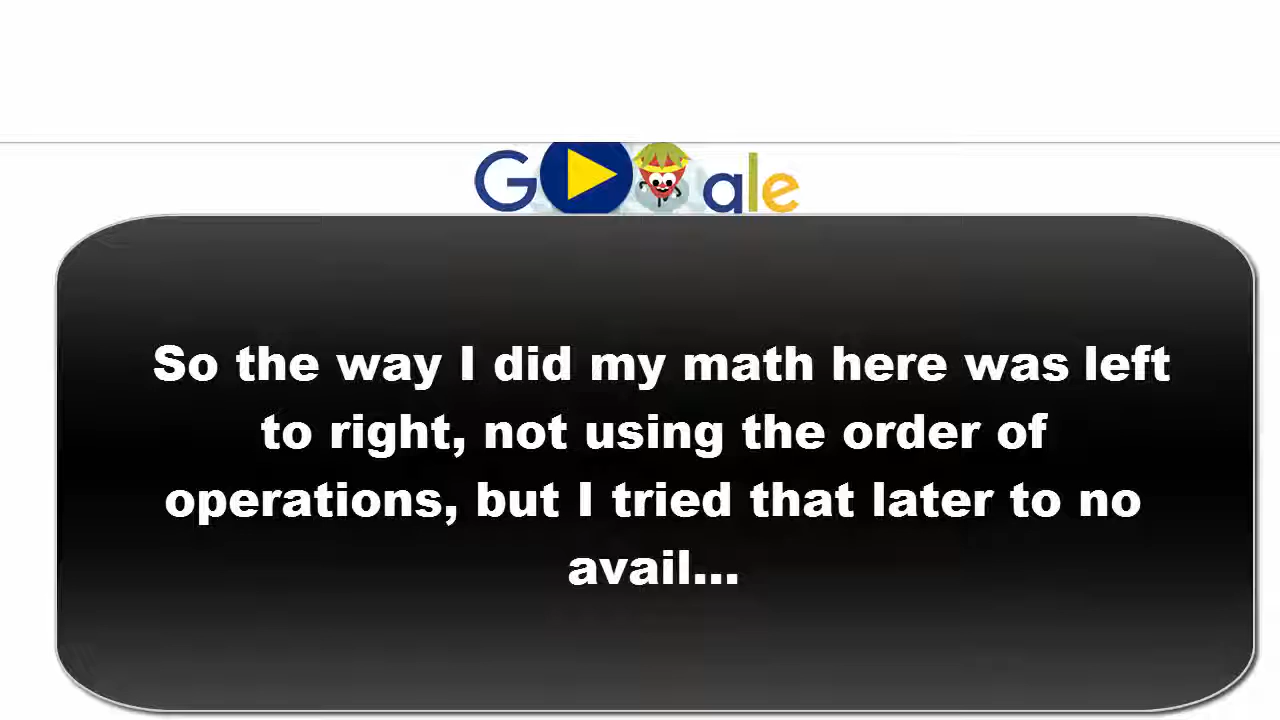 Google
So the way I did my math here was left
to right, not using the order of
operations, but I tried that later to no
avail...